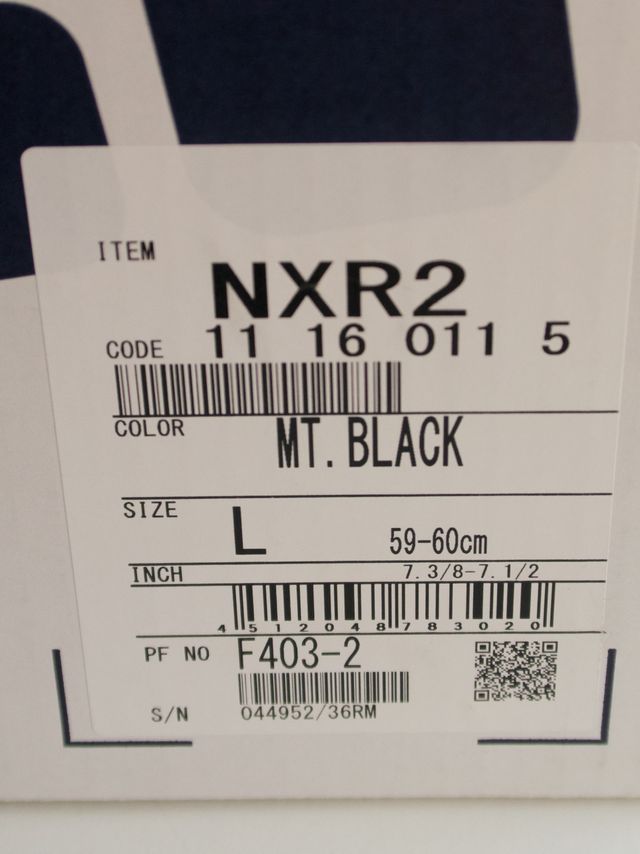 ITEM
NXR2
CODE 11 16 011 5
COLOR MT.BLACK
SIZE L 59-60cm
INCH 7.3/8-7.1/2
4 512048 783020
PF NO F403-2
S/N 044952/36RM